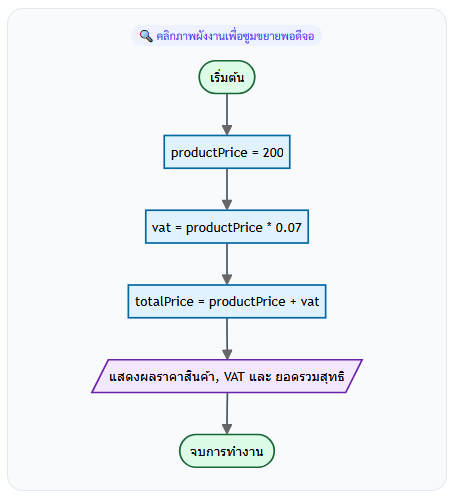 🔍 คลิกภาพผังงานเพื่อซูมขยายพอดีจอ
เริ่มต้น
productPrice = 200
vat = productPrice * 0.07
totalPrice = productPrice + vat
แสดงผลราคาสินค้า, VAT และ ยอดรวมสุทธิ
จบการทำงาน